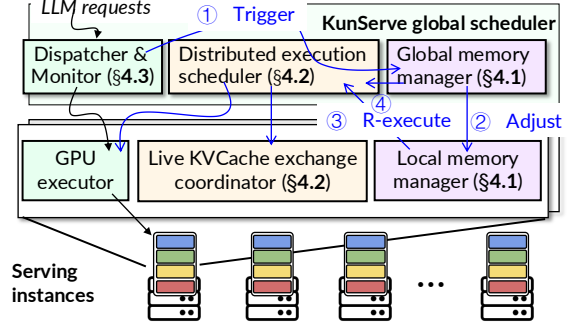 LLM requests
① Trigger
KunServe global scheduler
Dispatcher &
Monitor (§4.3)
Distributed execution
scheduler (§4.2)
Global memory
manager (§4.1)
④
③ R-execute
② Adjust
GPU
executor
Live KVCache exchange
coordinator (§4.2)
Local memory
manager (§4.1)
Serving
instances
...